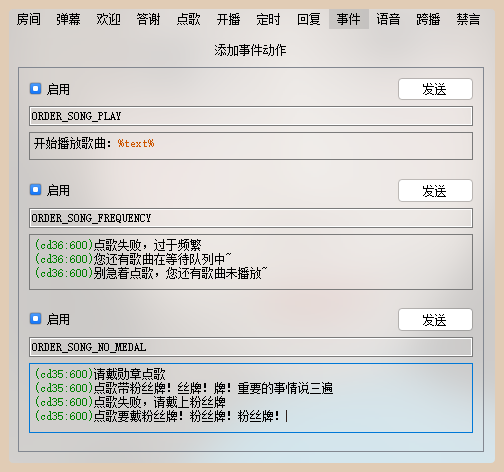 房间 弹幕 欢迎 答谢 点歌 开播 定时 回复 事件 语音 跨播 禁言
添加事件动作
启用 发送
ORDER_SONG_PLAY
开始播放歌曲：%text%
启用 发送
ORDER_SONG_FREQUENCY
(cd36:600)点歌失败，过于频繁
(cd36:600)您还有歌曲在等待队列中~
(cd36:600)别急着点歌，您还有歌曲未播放~
启用 发送
ORDER_SONG_NO_MEDAL
(cd35:600)请戴勋章点歌
(cd35:600)点歌带粉丝牌！丝牌！牌！重要的事情说三遍
(cd35:600)点歌失败，请戴上粉丝牌
(cd35:600)点歌要戴粉丝牌！粉丝牌！粉丝牌！